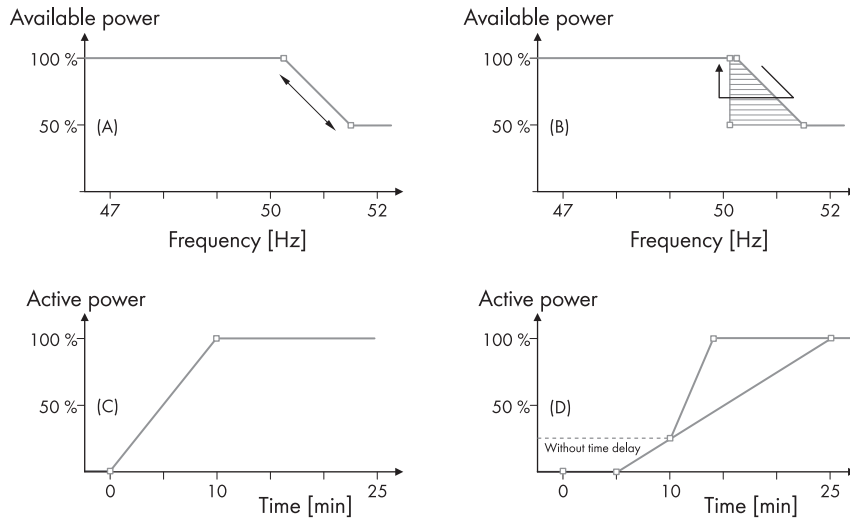 Available power
100 %
50 %
(A)
47
50
52
Frequency [Hz]
Available power
100 %
50 %
(B)
47
50
52
Frequency [Hz]
Active power
100 %
50 %
(C)
0
10
25
Time [min]
Active power
100 %
50 %
(D)
Without time delay
0
10
25
Time [min]